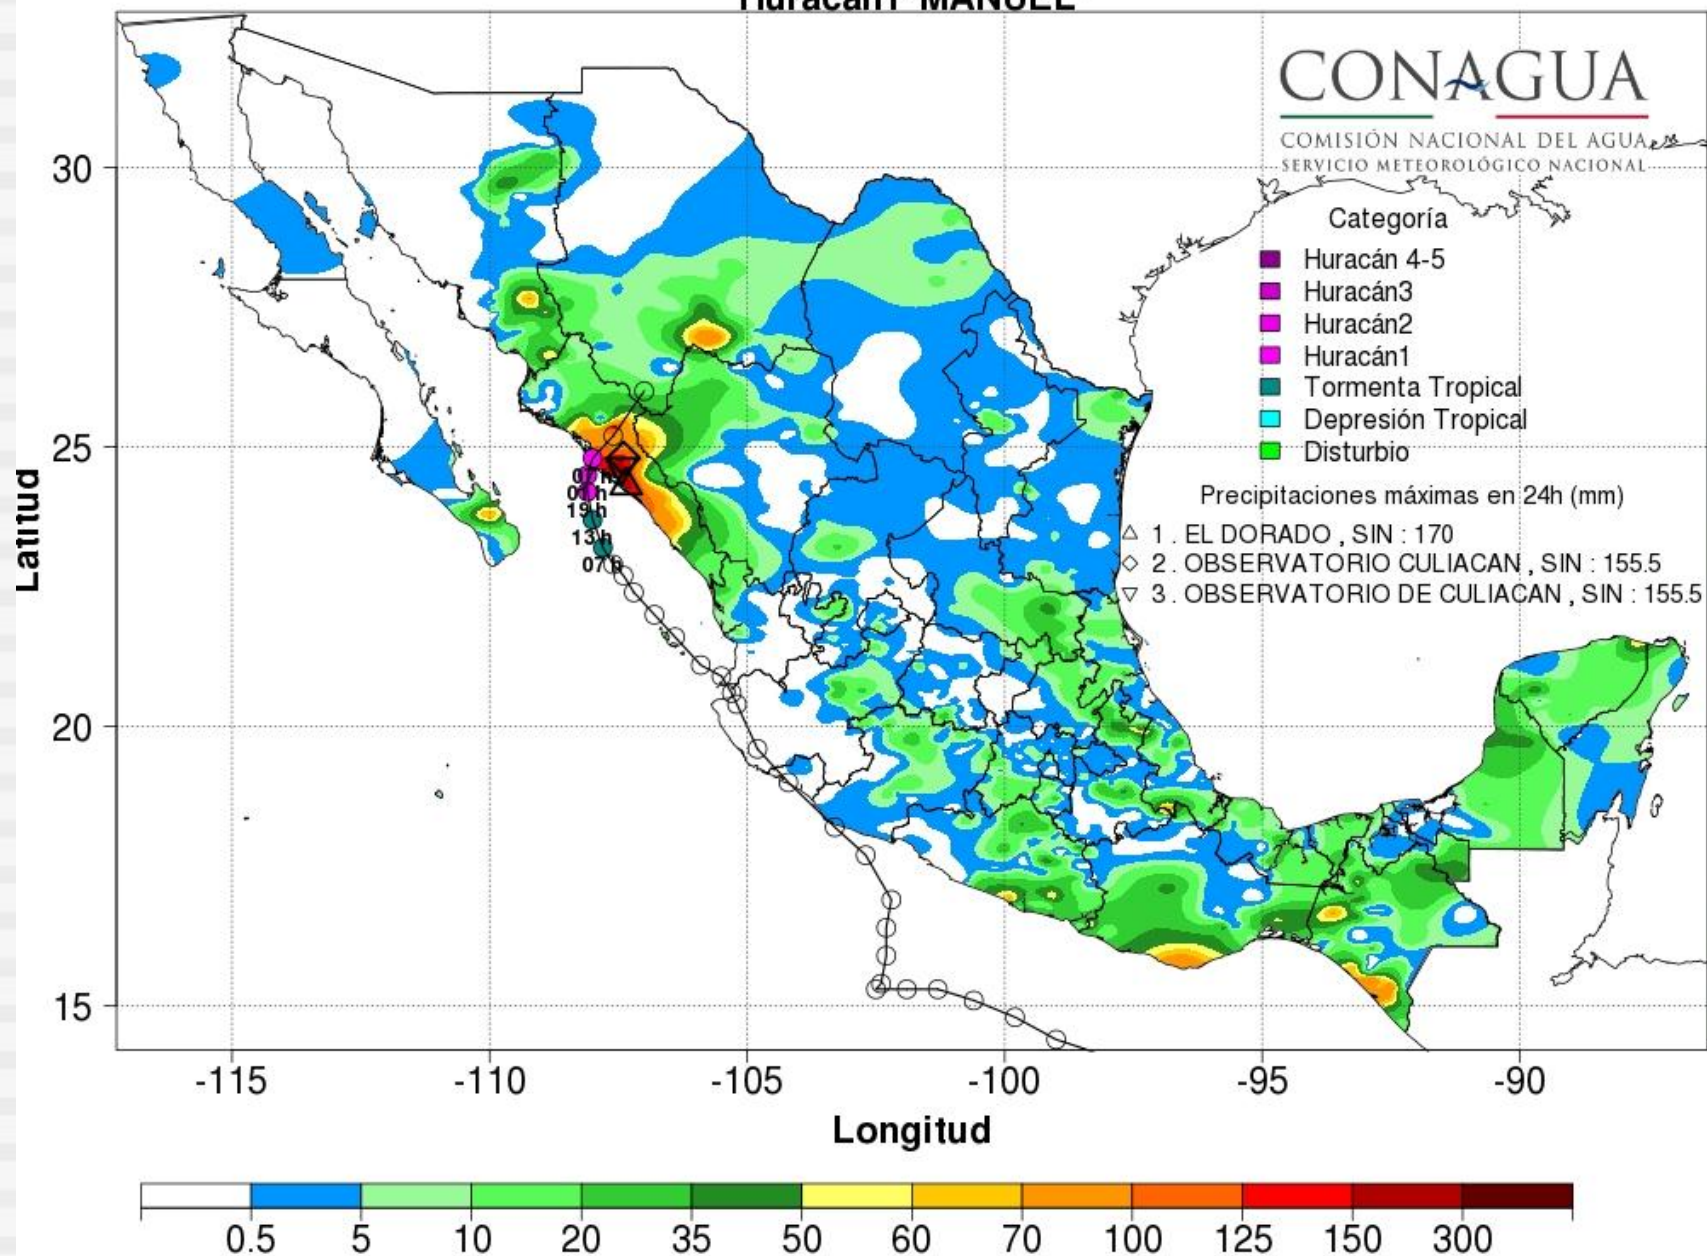 Huracán1 MANUEL
CONAGUA
COMISIÓN NACIONAL DEL AGUA
SERVICIO METEOROLÓGICO NACIONAL
Categoría
Huracán 4-5
Huracán3
Huracán2
Huracán1
Tormenta Tropical
Depresión Tropical
Disturbio
Precipitaciones máximas en 24h (mm)
1 . EL DORADO , SIN : 170
2 . OBSERVATORIO CULIACAN , SIN : 155.5
3 . OBSERVATORIO DE CULIACAN , SIN : 155.5
30
25
20
15
Latitud
07 h
01 h
19 h
13 h
07 h
-115 -110 -105 -100 -95 -90
Longitud
0.5 5 10 20 35 50 60 70 100 125 150 300